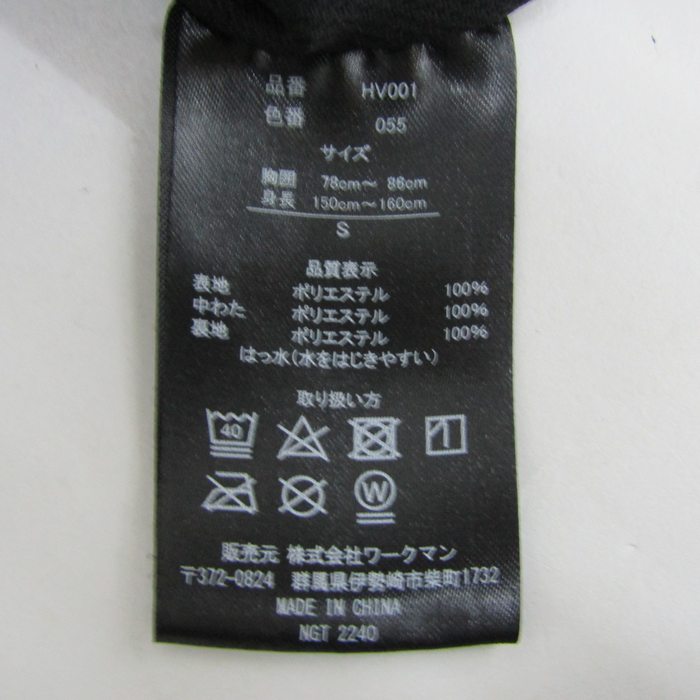 品番 HV001
色番 055
サイズ
胸囲 78cm～ 86cm
身長 150cm～160cm
S
品質表示
表地 ポリエステル 100%
中わた ポリエステル 100%
裏地 ポリエステル 100%
はっ水(水をはじきやすい)
取り扱い方
40
W
販売元 株式会社ワークマン
〒372-0824 群馬県伊勢崎市柴町1732
MADE IN CHINA
NGT 2240